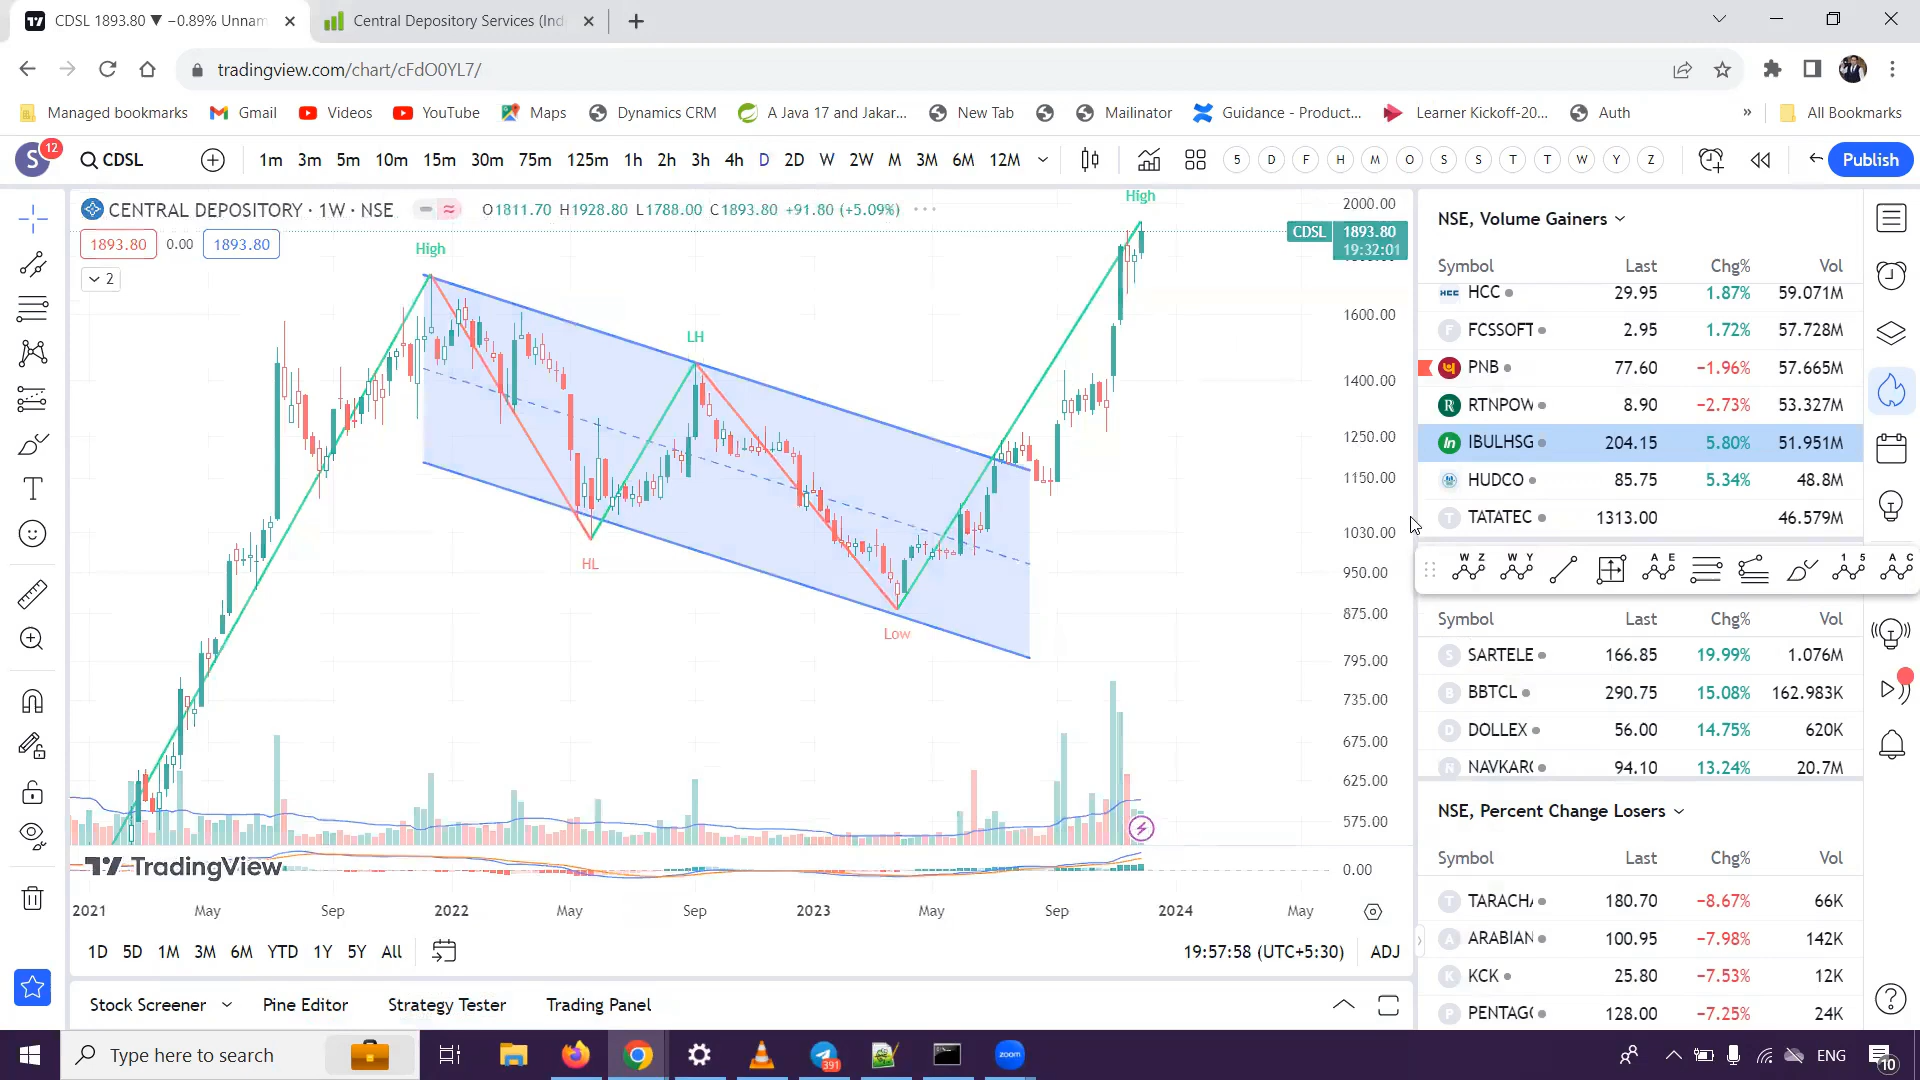 CDSL 1893.80 ▼ −0.89% Unnam
Central Depository Services (Ind
tradingview.com/chart/cFdO0YL7/
Managed bookmarks
Gmail
Videos
YouTube
Maps
Dynamics CRM
A Java 17 and Jakar...
New Tab
Mailinator
Guidance - Product...
Learner Kickoff-20...
Auth
»
All Bookmarks
S 12
CDSL
1m 3m 5m 10m 15m 30m 75m 125m 1h 2h 3h 4h D 2D W 2W M 3M 6M 12M
5 D F H M O S S T T W Y Z
Publish
CENTRAL DEPOSITORY · 1W · NSE
O1811.70 H1928.80 L1788.00 C1893.80 +91.80 (+5.09%)
1893.80 0.00 1893.80
2
High
High
LH
HL
Low
CDSL 1893.80
19:32:01
2000.00
1600.00
1400.00
1250.00
1150.00
1030.00
950.00
875.00
795.00
735.00
675.00
625.00
575.00
0.00
TradingView
2021 May Sep 2022 May Sep 2023 May Sep 2024 May
1D 5D 1M 3M 6M YTD 1Y 5Y All
19:57:58 (UTC+5:30) ADJ
Stock Screener Pine Editor Strategy Tester Trading Panel
NSE, Volume Gainers
Symbol Last Chg% Vol
HCC 29.95 1.87% 59.071M
FCSSOFT 2.95 1.72% 57.728M
PNB 77.60 −1.96% 57.665M
RTNPOW 8.90 −2.73% 53.327M
IBULHSG 204.15 5.80% 51.951M
HUDCO 85.75 5.34% 48.8M
TATATEC 1313.00 46.579M
W Z W Y A E 1 5 A C
Symbol Last Chg% Vol
SARTELE 166.85 19.99% 1.076M
BBTCL 290.75 15.08% 162.983K
DOLLEX 56.00 14.75% 620K
NAVKAR 94.10 13.24% 20.7M
NSE, Percent Change Losers
Symbol Last Chg% Vol
TARACH 180.70 −8.67% 66K
ARABIAN 100.95 −7.98% 142K
KCK 25.80 −7.53% 12K
PENTAG 128.00 −7.25% 24K
Type here to search
391
zoom
ENG
10